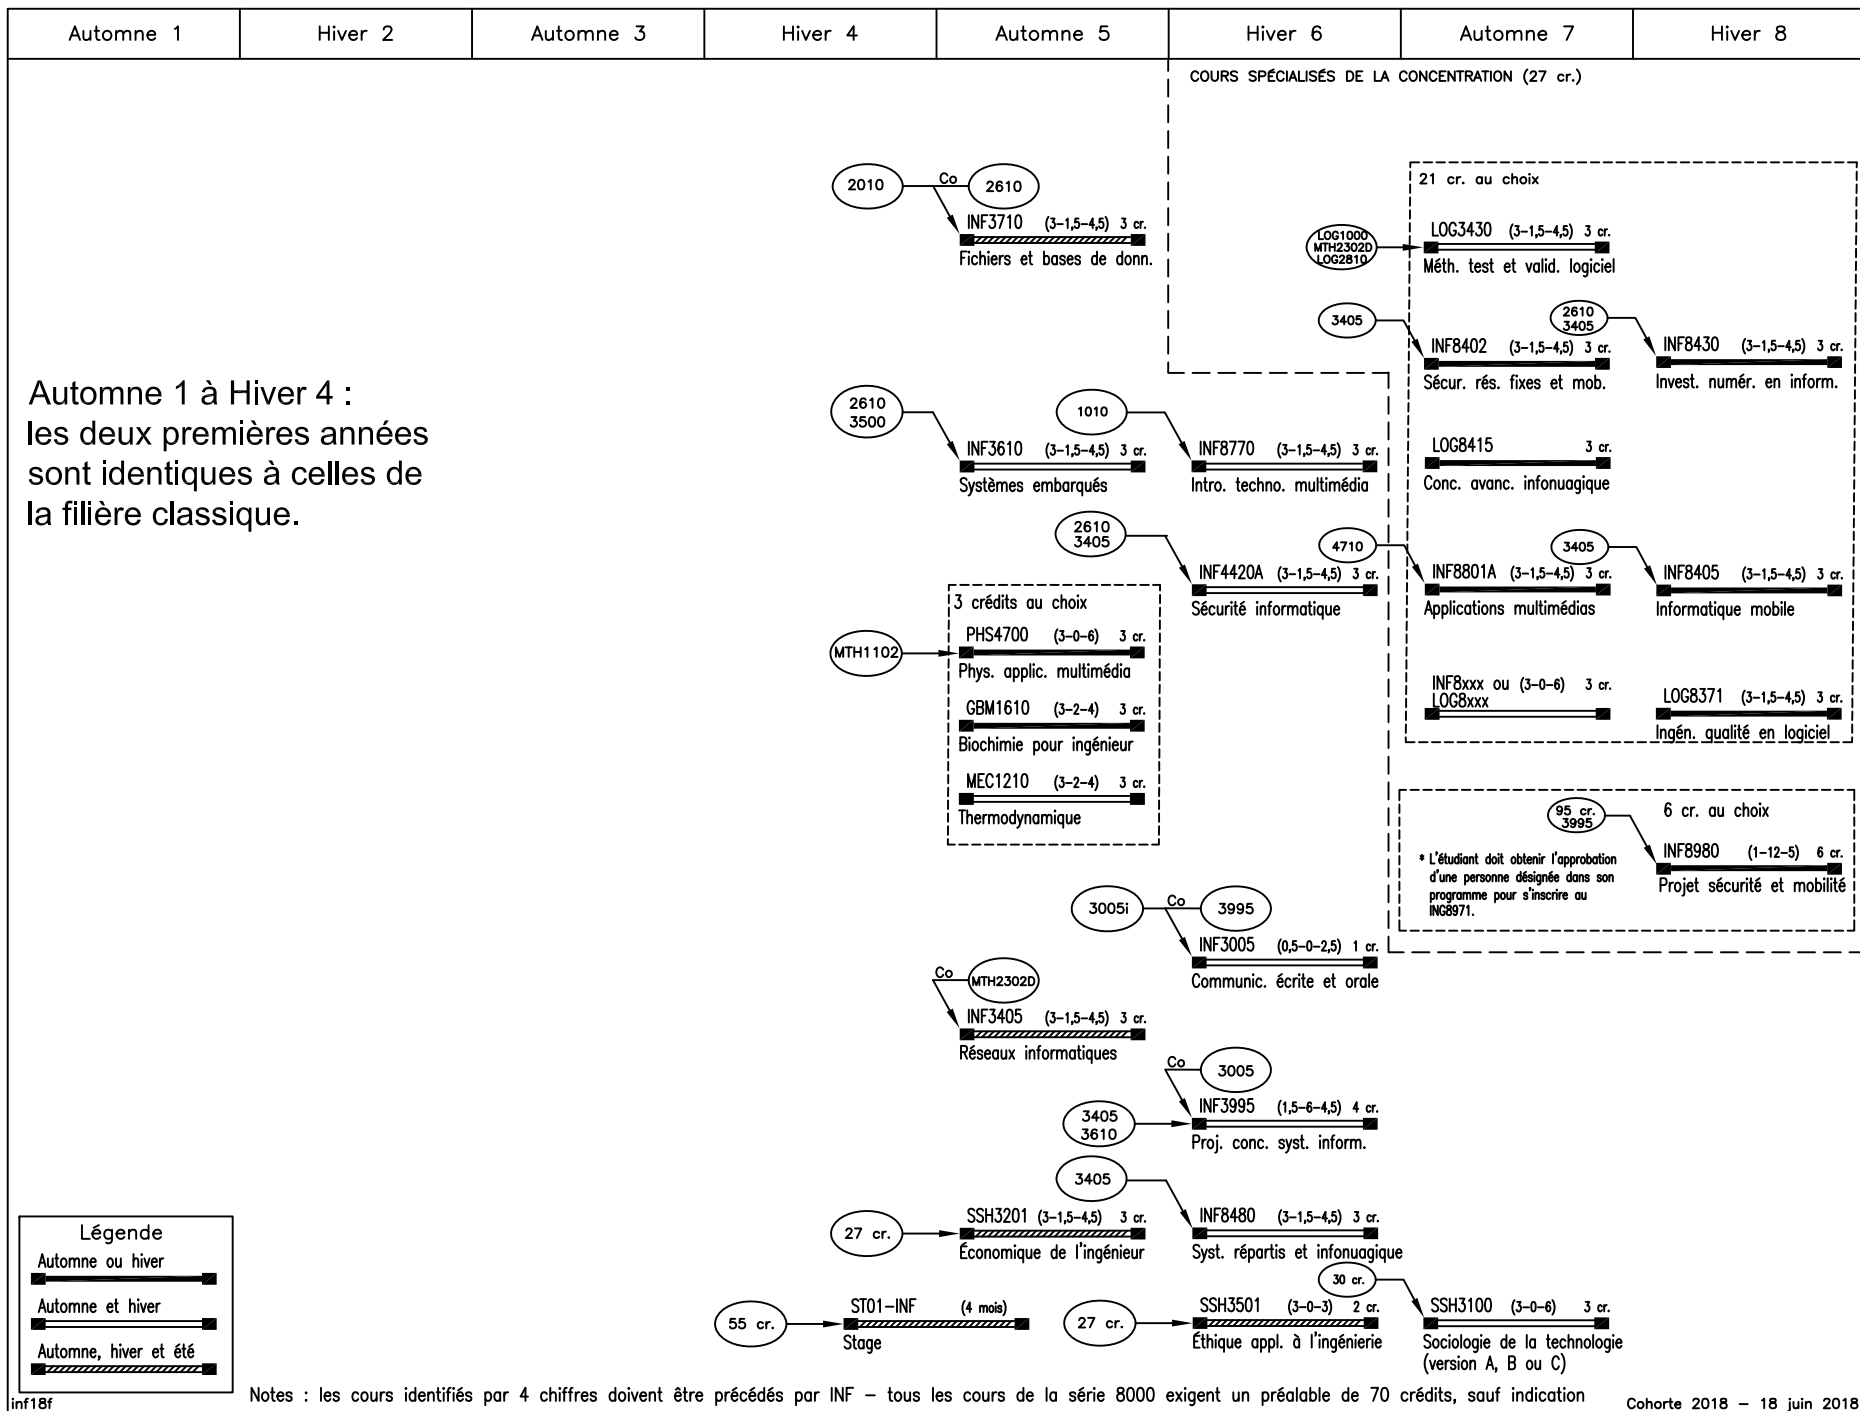 Automne 1
Hiver 2
Automne 3
Hiver 4
Automne 5
Hiver 6
Automne 7
Hiver 8
COURS SPÉCIALISÉS DE LA CONCENTRATION (27 cr.)
Automne 1 à Hiver 4 :
les deux premières années
sont identiques à celles de
la filière classique.
2010
Co
2610
INF3710 (3-1,5-4,5) 3 cr.
Fichiers et bases de donn.
2610
3500
INF3610 (3-1,5-4,5) 3 cr.
Systèmes embarqués
1010
INF8770 (3-1,5-4,5) 3 cr.
Intro. techno. multimédia
2610
3405
INF4420A (3-1,5-4,5) 3 cr.
Sécurité informatique
3 crédits au choix
MTH1102
PHS4700 (3-0-6) 3 cr.
Phys. applic. multimédia
GBM1610 (3-2-4) 3 cr.
Biochimie pour ingénieur
MEC1210 (3-2-4) 3 cr.
Thermodynamique
21 cr. au choix
LOG1000
MTH2302D
LOG2810
LOG3430 (3-1,5-4,5) 3 cr.
Méth. test et valid. logiciel
3405
INF8402 (3-1,5-4,5) 3 cr.
Sécur. rés. fixes et mob.
2610
3405
INF8430 (3-1,5-4,5) 3 cr.
Invest. numér. en inform.
LOG8415 3 cr.
Conc. avanc. infonuagique
4710
INF8801A (3-1,5-4,5) 3 cr.
Applications multimédias
3405
INF8405 (3-1,5-4,5) 3 cr.
Informatique mobile
INF8xxx ou (3-0-6) 3 cr.
LOG8xxx
LOG8371 (3-1,5-4,5) 3 cr.
Ingén. qualité en logiciel
95 cr.
3995
6 cr. au choix
INF8980 (1-12-5) 6 cr.
Projet sécurité et mobilité
* L'étudiant doit obtenir l'approbation
d'une personne désignée dans son
programme pour s'inscrire au
ING8971.
3005i
Co
3995
INF3005 (0,5-0-2,5) 1 cr.
Communic. écrite et orale
Co
MTH2302D
INF3405 (3-1,5-4,5) 3 cr.
Réseaux informatiques
Co
3005
3405
3610
INF3995 (1,5-6-4,5) 4 cr.
Proj. conc. syst. inform.
3405
INF8480 (3-1,5-4,5) 3 cr.
Syst. répartis et infonuagique
27 cr.
SSH3201 (3-1,5-4,5) 3 cr.
Économique de l'ingénieur
55 cr.
ST01-INF (4 mois)
Stage
27 cr.
SSH3501 (3-0-3) 2 cr.
Éthique appl. à l'ingénierie
30 cr.
SSH3100 (3-0-6) 3 cr.
Sociologie de la technologie
(version A, B ou C)
Légende
Automne ou hiver
Automne et hiver
Automne, hiver et été
inf18f
Notes : les cours identifiés par 4 chiffres doivent être précédés par INF – tous les cours de la série 8000 exigent un préalable de 70 crédits, sauf indication
Cohorte 2018 – 18 juin 2018